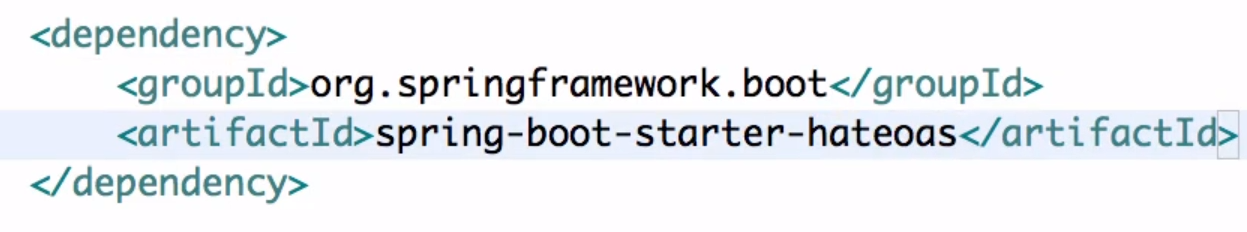 <dependency>
    <groupId>org.springframework.boot</groupId>
    <artifactId>spring-boot-starter-hateoas</artifactId>
</dependency>